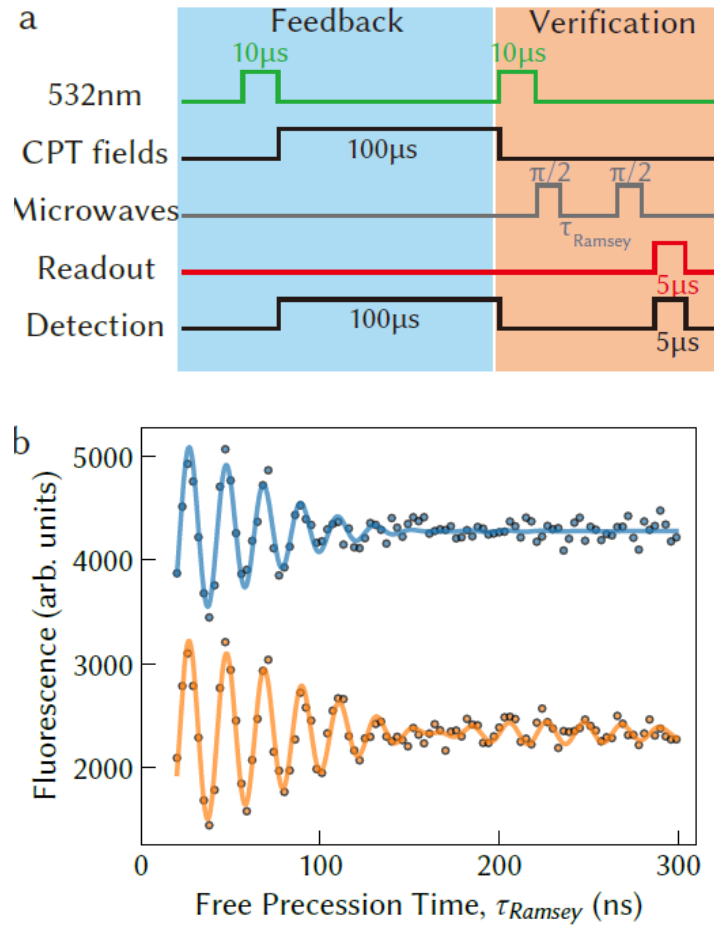 a
Feedback
Verification
10μs
10μs
532nm
CPT fields
100μs
π/2
π/2
Microwaves
τRamsey
Readout
5μs
Detection
100μs
5μs
b
5000
4000
3000
2000
Fluorescence (arb. units)
0
100
200
300
Free Precession Time, τRamsey (ns)